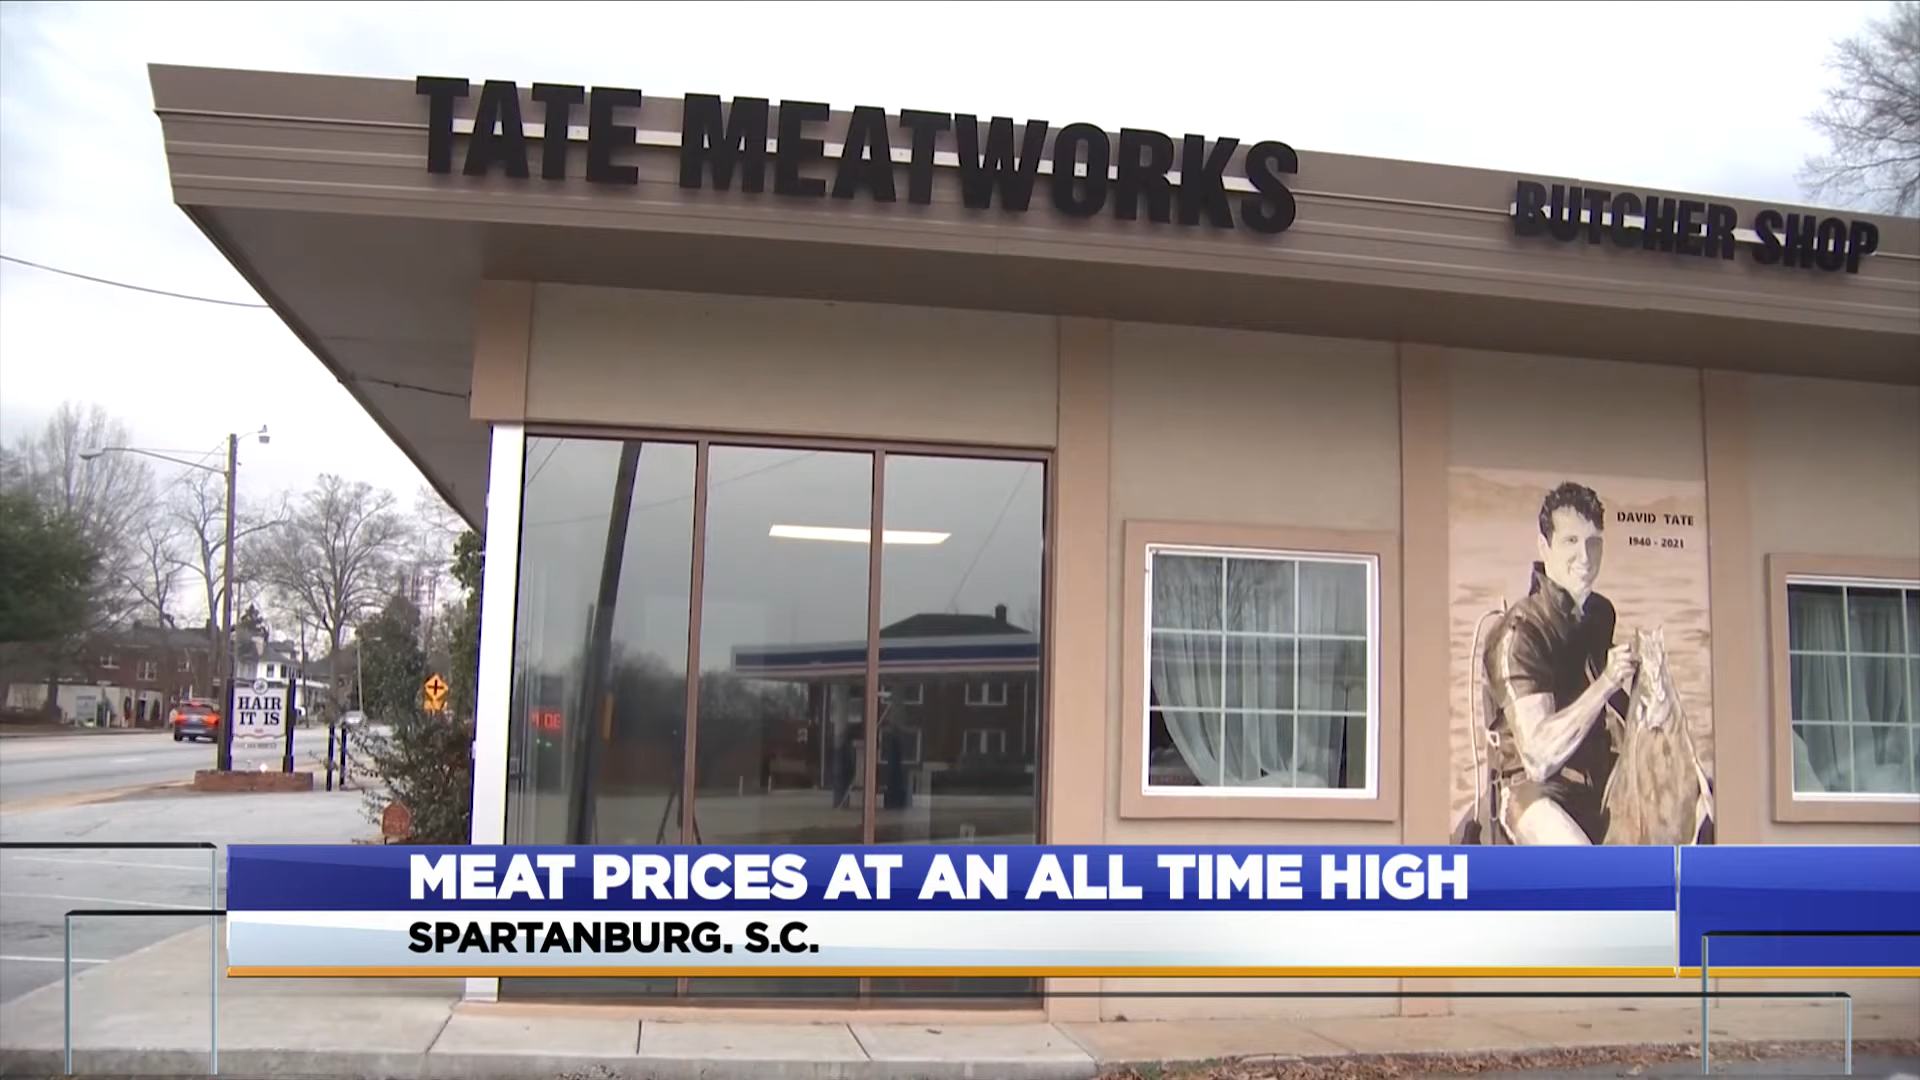 TATE MEATWORKS
BUTCHER SHOP
DAVID TATE
1940 - 2021
HAIR
IT IS
MEAT PRICES AT AN ALL TIME HIGH
SPARTANBURG, S.C.